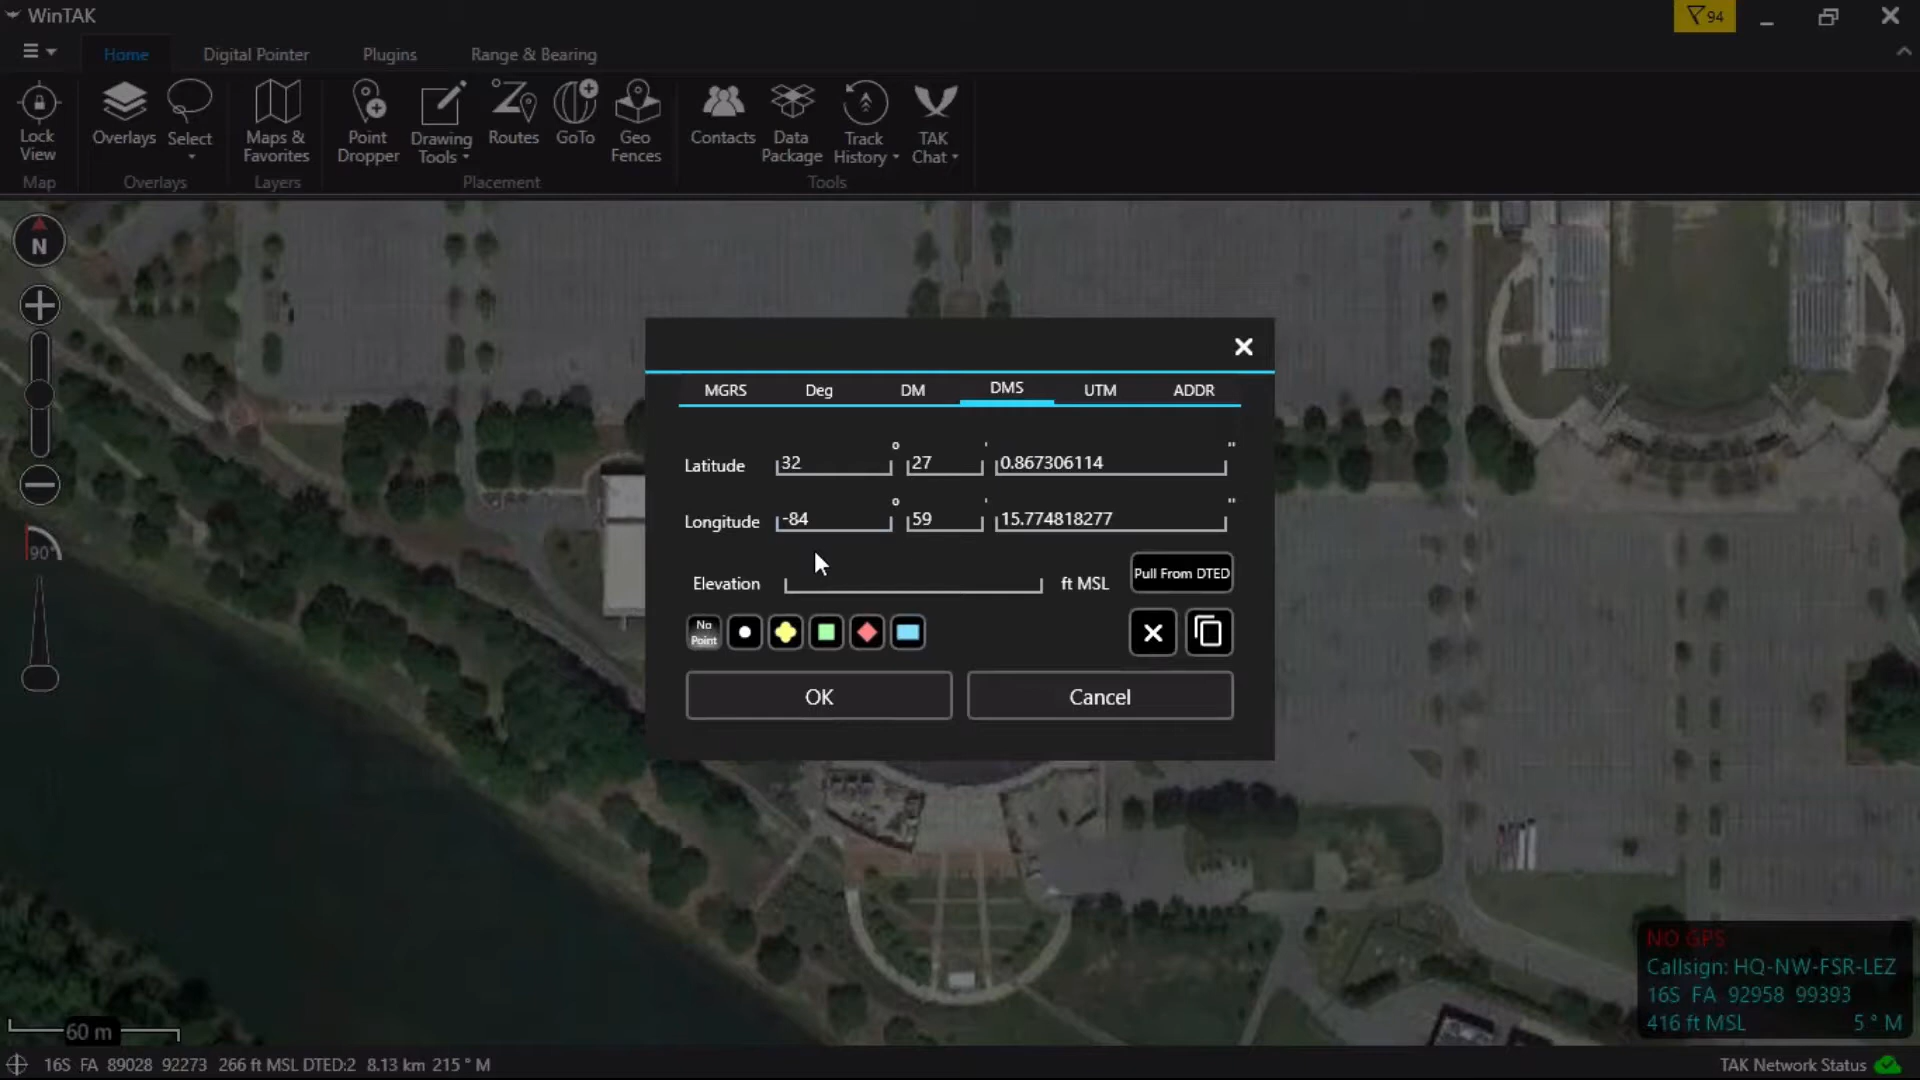 WinTAK
94
Home Digital Pointer Plugins Range & Bearing
Lock View
Overlays
Select
Maps & Favorites
Point Dropper
Drawing Tools
Routes
GoTo
Geo Fences
Contacts
Data Package
Track History
TAK Chat
Map Overlays Layers Placement Tools
N
90°
MGRS Deg DM DMS UTM ADDR
Latitude 32 ° 27 ' 0.867306114 "
Longitude -84 ° 59 ' 15.774818277 "
Elevation ft MSL Pull From DTED
No Point
OK Cancel
NO GPS
Callsign: HQ-NW-FSR-LEZ
16S FA 92958 99393
416 ft MSL 5 ° M
60 m
16S FA 89028 92273 266 ft MSL DTED:2 8.13 km 215 ° M
TAK Network Status